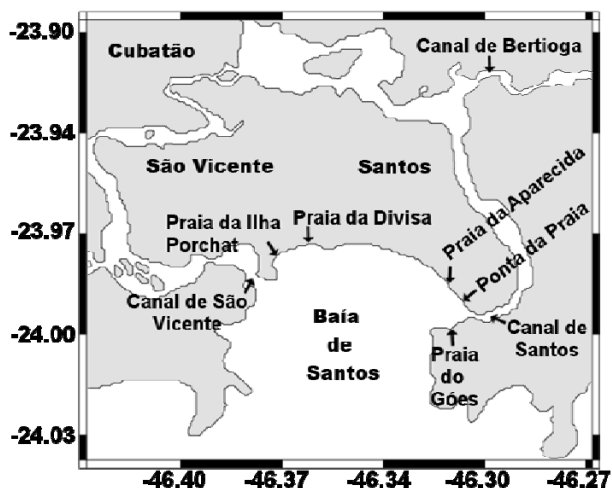 -23.90
Cubatão
Canal de Bertioga
-23.94
São Vicente
Santos
Praia da Aparecida
-23.97
Praia da Ilha
Porchat
Praia da Divisa
Ponta da Praia
Canal de São
Vicente
Baía
de
Santos
-24.00
Praia
do
Góes
Canal de
Santos
-24.03
-46.40
-46.37
-46.34
-46.30
-46.27